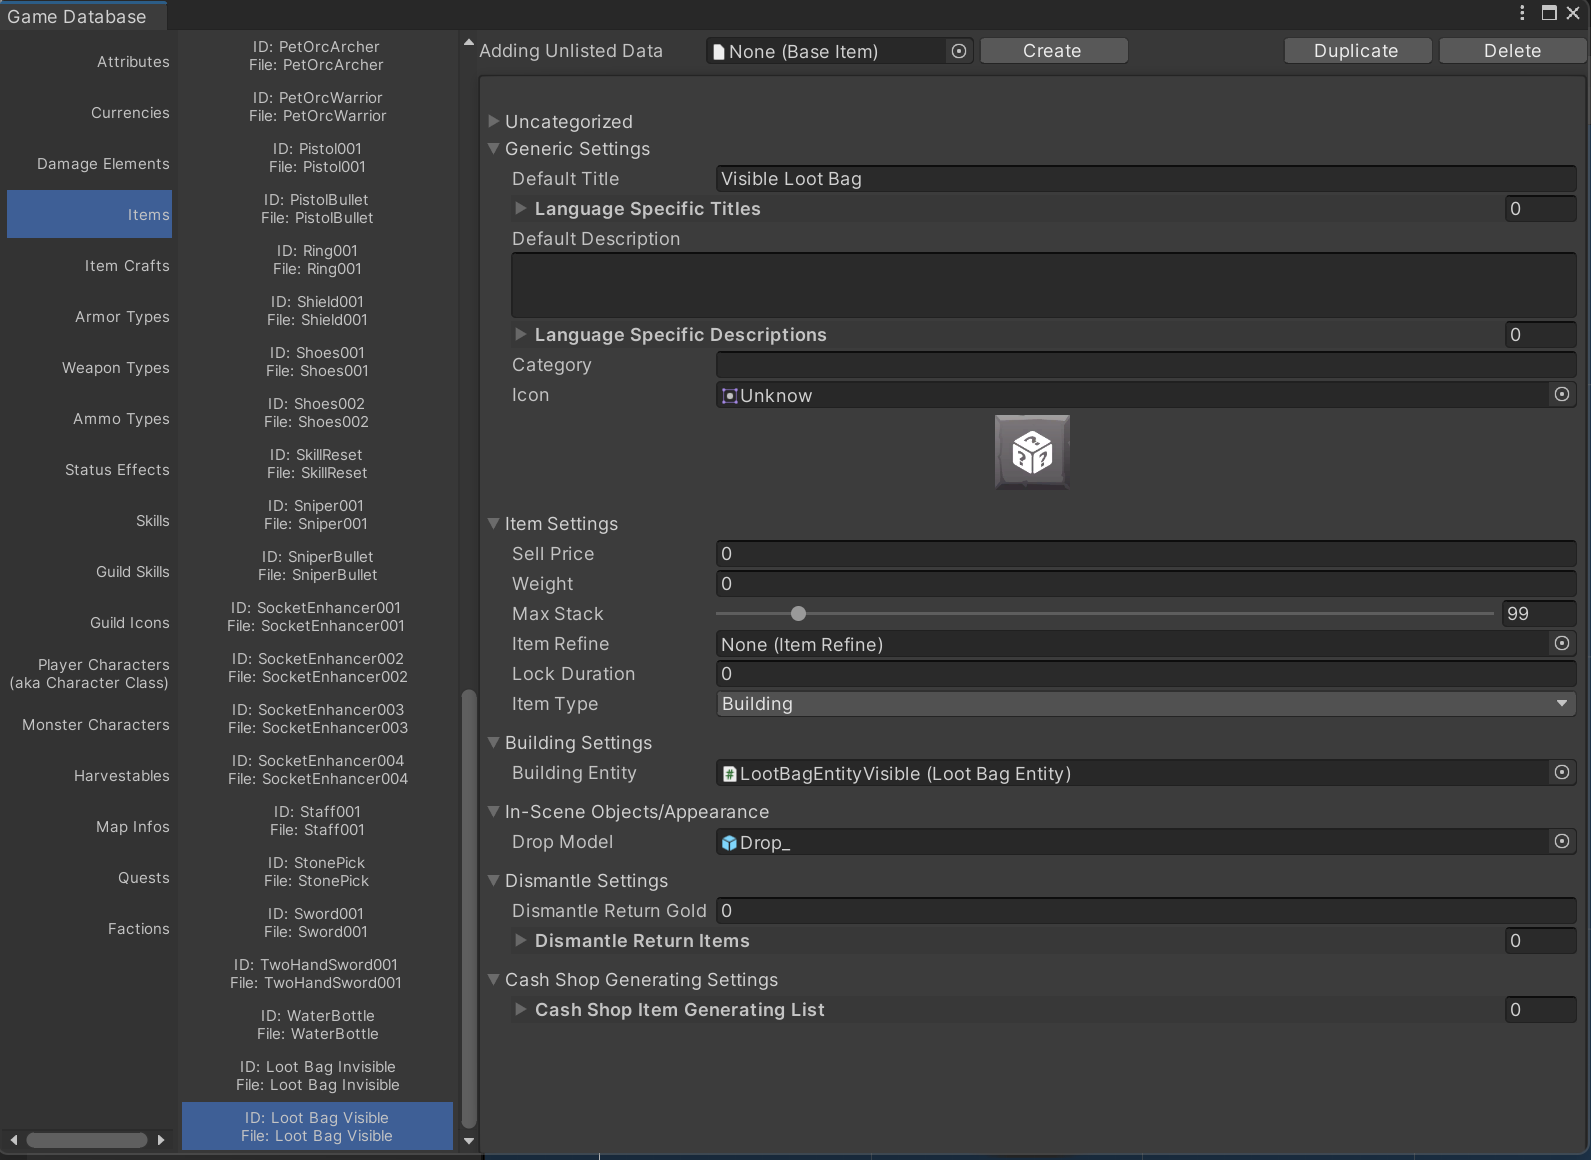 Game Database
Attributes
Currencies
Damage Elements
Items
Item Crafts
Armor Types
Weapon Types
Ammo Types
Status Effects
Skills
Guild Skills
Guild Icons
Player Characters
(aka Character Class)
Monster Characters
Harvestables
Map Infos
Quests
Factions
ID: PetOrcArcher
File: PetOrcArcher
ID: PetOrcWarrior
File: PetOrcWarrior
ID: Pistol001
File: Pistol001
ID: PistolBullet
File: PistolBullet
ID: Ring001
File: Ring001
ID: Shield001
File: Shield001
ID: Shoes001
File: Shoes001
ID: Shoes002
File: Shoes002
ID: SkillReset
File: SkillReset
ID: Sniper001
File: Sniper001
ID: SniperBullet
File: SniperBullet
ID: SocketEnhancer001
File: SocketEnhancer001
ID: SocketEnhancer002
File: SocketEnhancer002
ID: SocketEnhancer003
File: SocketEnhancer003
ID: SocketEnhancer004
File: SocketEnhancer004
ID: Staff001
File: Staff001
ID: StonePick
File: StonePick
ID: Sword001
File: Sword001
ID: TwoHandSword001
File: TwoHandSword001
ID: WaterBottle
File: WaterBottle
ID: Loot Bag Invisible
File: Loot Bag Invisible
ID: Loot Bag Visible
File: Loot Bag Visible
Adding Unlisted Data None (Base Item) Create Duplicate Delete
Uncategorized
Generic Settings
Default Title Visible Loot Bag
Language Specific Titles 0
Default Description
Language Specific Descriptions 0
Category
Icon Unknow
? ? ?
Item Settings
Sell Price 0
Weight 0
Max Stack 99
Item Refine None (Item Refine)
Lock Duration 0
Item Type Building
Building Settings
Building Entity # LootBagEntityVisible (Loot Bag Entity)
In-Scene Objects/Appearance
Drop Model Drop_
Dismantle Settings
Dismantle Return Gold 0
Dismantle Return Items 0
Cash Shop Generating Settings
Cash Shop Item Generating List 0